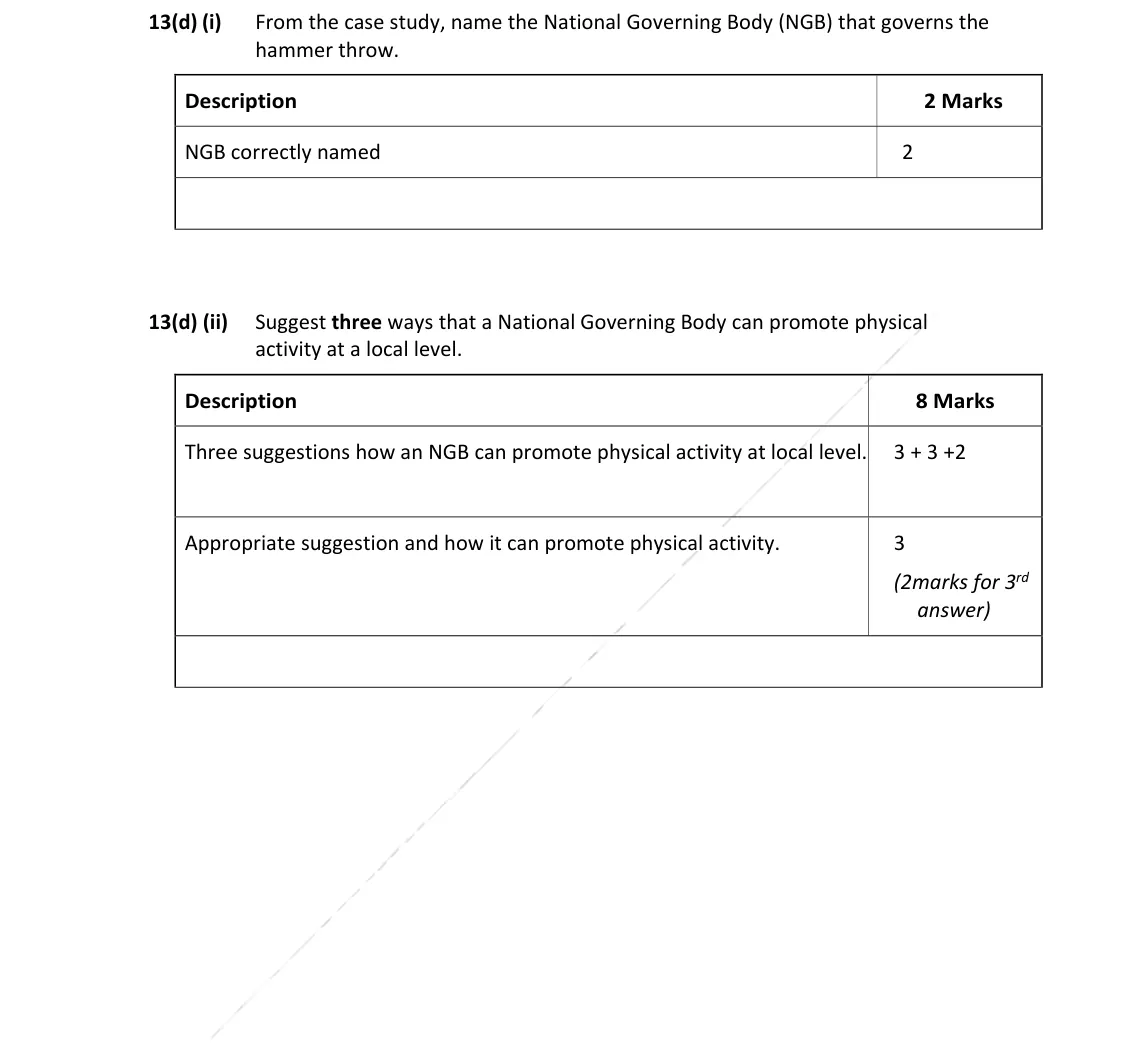 13(d) (i) From the case study, name the National Governing Body (NGB) that governs the
hammer throw.
Description 2 Marks
NGB correctly named 2
13(d) (ii) Suggest three ways that a National Governing Body can promote physical
activity at a local level.
Description 8 Marks
Three suggestions how an NGB can promote physical activity at local level. 3 + 3 +2
Appropriate suggestion and how it can promote physical activity. 3
(2marks for 3rd
answer)